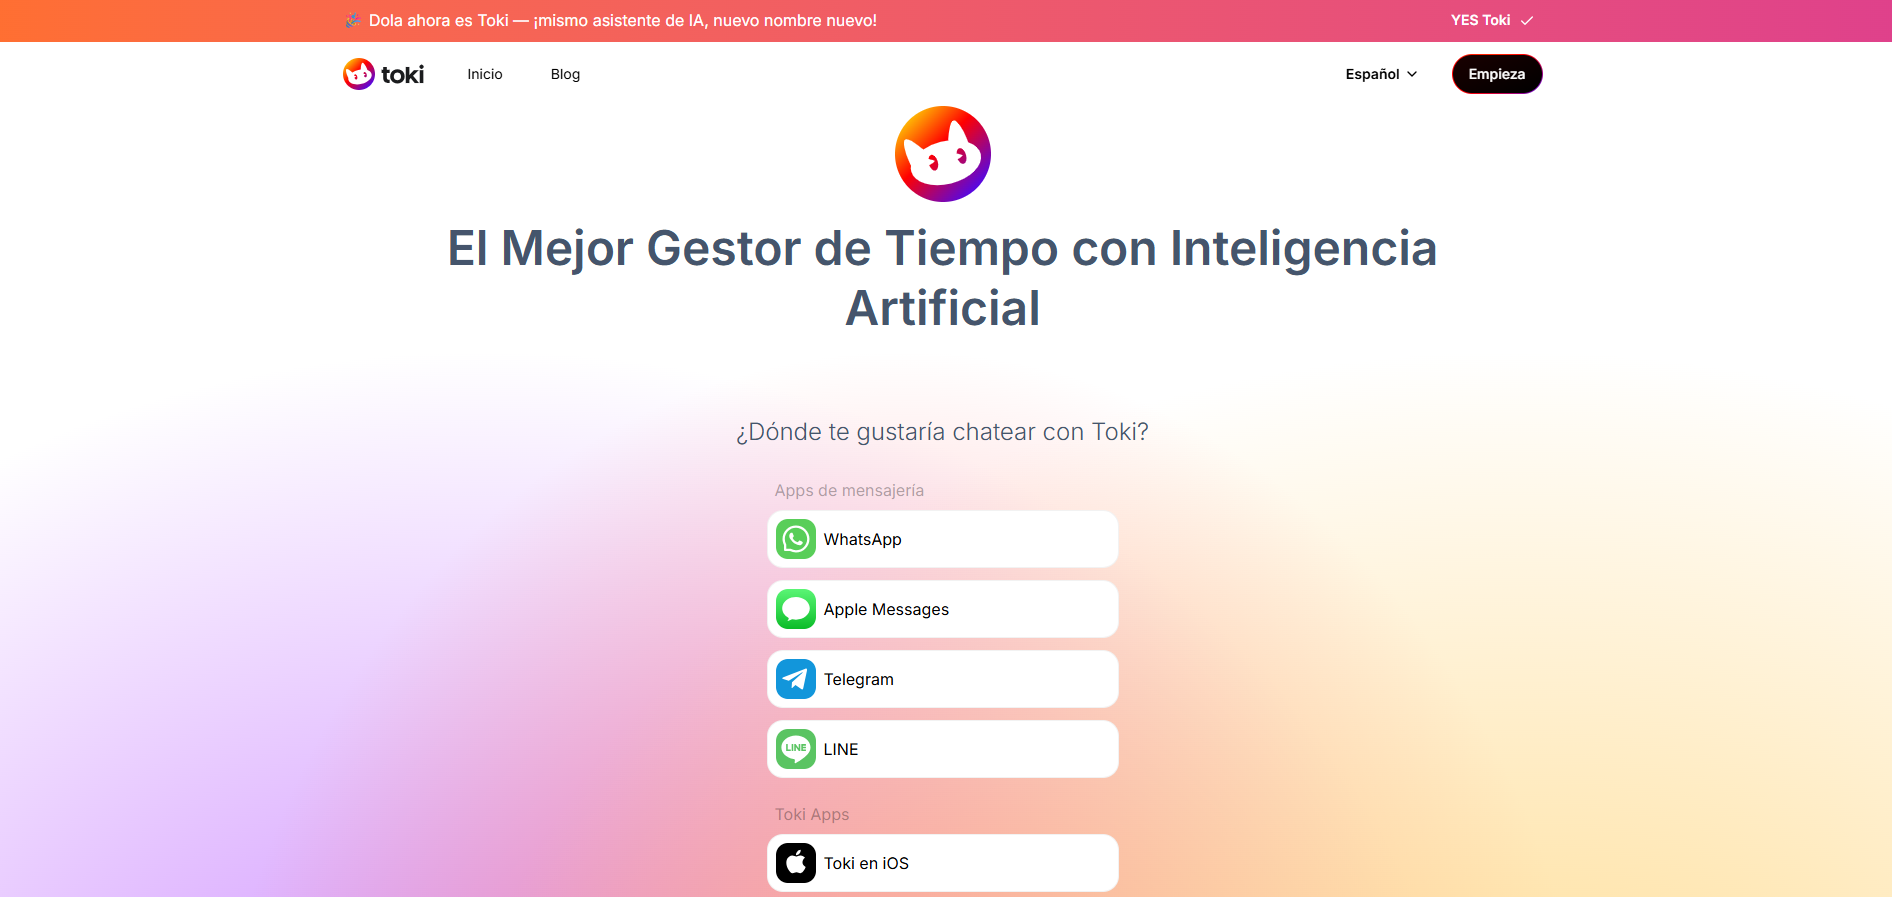 🎉 Dola ahora es Toki — ¡mismo asistente de IA, nuevo nombre nuevo!
YES Toki
toki
Inicio
Blog
Español
Empieza
El Mejor Gestor de Tiempo con Inteligencia
Artificial
¿Dónde te gustaría chatear con Toki?
Apps de mensajería
WhatsApp
Apple Messages
Telegram
LINE
LINE
Toki Apps
Toki en iOS